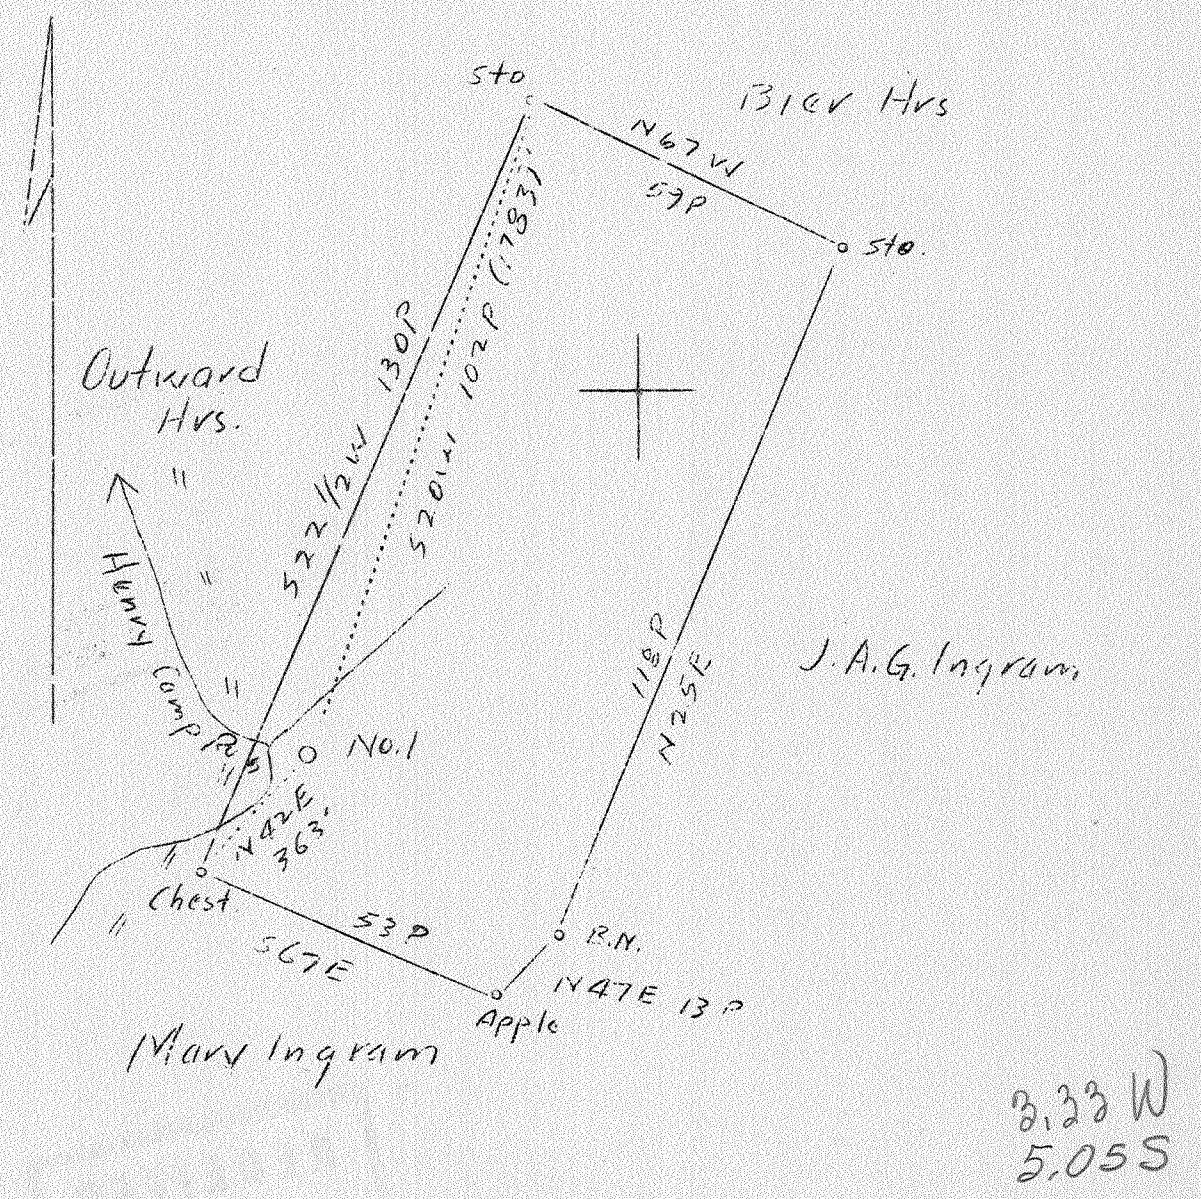 Sto
Bier Hrs
N67W
59P
Sto.
S22 1/2W 130P
S20W 102P (1783')
Outward
Hrs.
"
"
"
"
"
"
Henry Camp Rn
118P
N25E
J.A.G. Ingram
No.1
N42E
363'
Chest.
53P
S67E
B.N.
N47E 13P
Apple
Mary Ingram
3.33 W
5.05 S